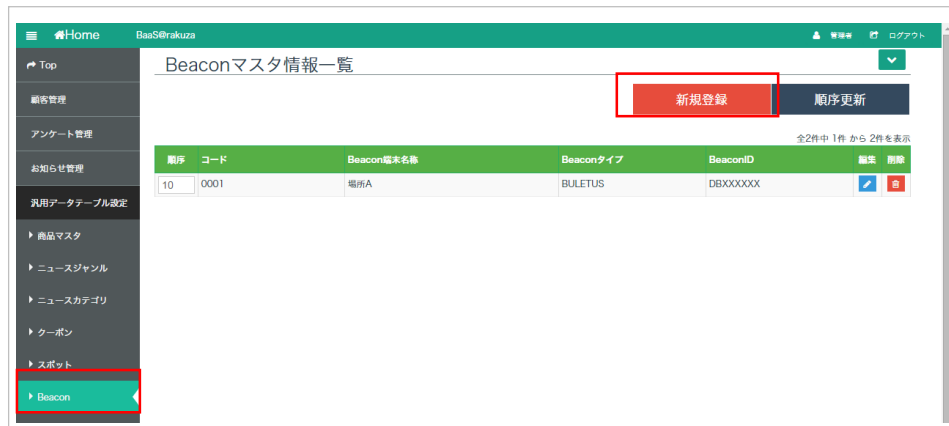 Home BaaS@rakuza 管理者 ログアウト
Top
顧客管理
アンケート管理
お知らせ管理
汎用データテーブル設定
商品マスタ
ニュースジャンル
ニュースカテゴリ
クーポン
スポット
Beacon
Beaconマスタ情報一覧
新規登録 順序更新
全2件中 1件 から 2件を表示
順序 コード Beacon端末名称 Beaconタイプ BeaconID 編集 削除
10 0001 場所A BULETUS DBXXXXXX